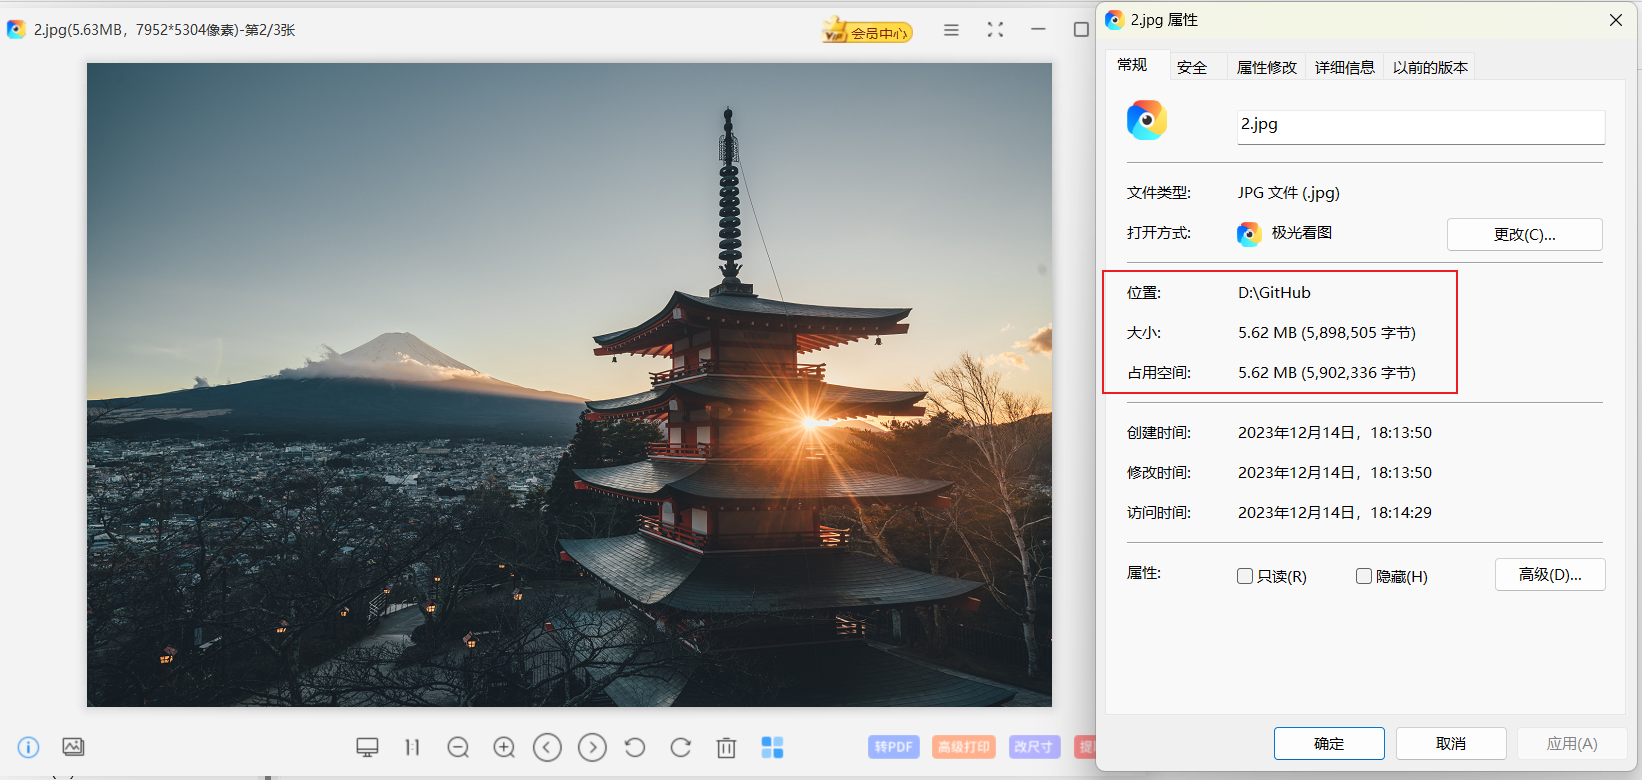 2.jpg(5.63MB，7952*5304像素)-第2/3张
VIP 会员中心
1:1
转PDF
高级打印
改尺寸
2.jpg 属性
常规
安全
属性修改
详细信息
以前的版本
2.jpg
文件类型:
JPG 文件 (.jpg)
打开方式:
极光看图
更改(C)...
位置:
D:\GitHub
大小:
5.62 MB (5,898,505 字节)
占用空间:
5.62 MB (5,902,336 字节)
创建时间:
2023年12月14日，18:13:50
修改时间:
2023年12月14日，18:13:50
访问时间:
2023年12月14日，18:14:29
属性:
只读(R)
隐藏(H)
高级(D)...
确定
取消
应用(A)